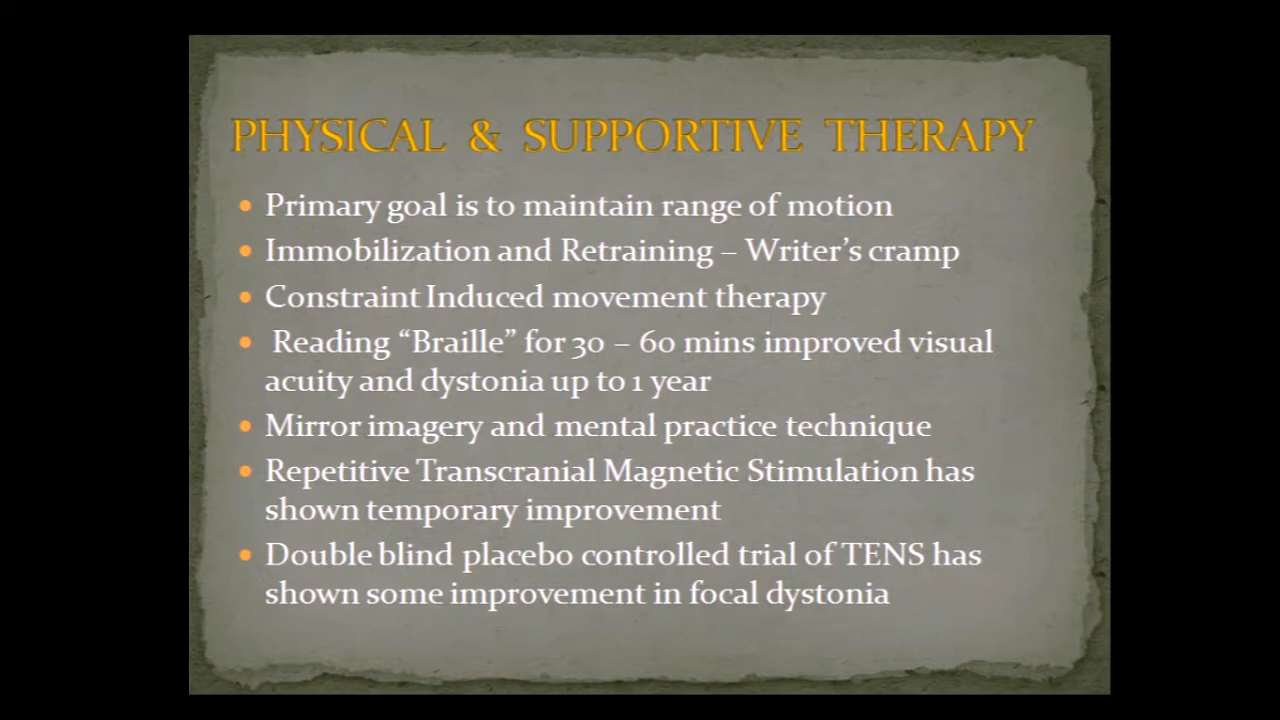 PHYSICAL & SUPPORTIVE THERAPY
• Primary goal is to maintain range of motion
• Immobilization and Retraining – Writer’s cramp
• Constraint Induced movement therapy
• Reading “Braille” for 30 – 60 mins improved visual
acuity and dystonia up to 1 year
• Mirror imagery and mental practice technique
• Repetitive Transcranial Magnetic Stimulation has
shown temporary improvement
• Double blind placebo controlled trial of TENS has
shown some improvement in focal dystonia